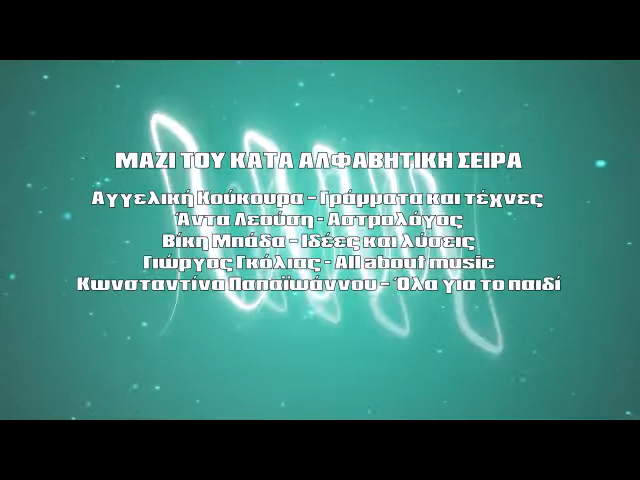 ΜΑΖΙ ΤΟΥ ΚΑΤΑ ΑΛΦΑΒΗΤΙΚΗ ΣΕΙΡΑ
Αγγελική Κούκουρα - Γράμματα και τέχνες
Άντα Λεούση - Αστρολόγος
Βίκη Μπάδα - Ιδέες και λύσεις
Γιώργος Γκόλιας - All about music
Κωνσταντίνα Παπαϊωάννου - Όλα για το παιδί